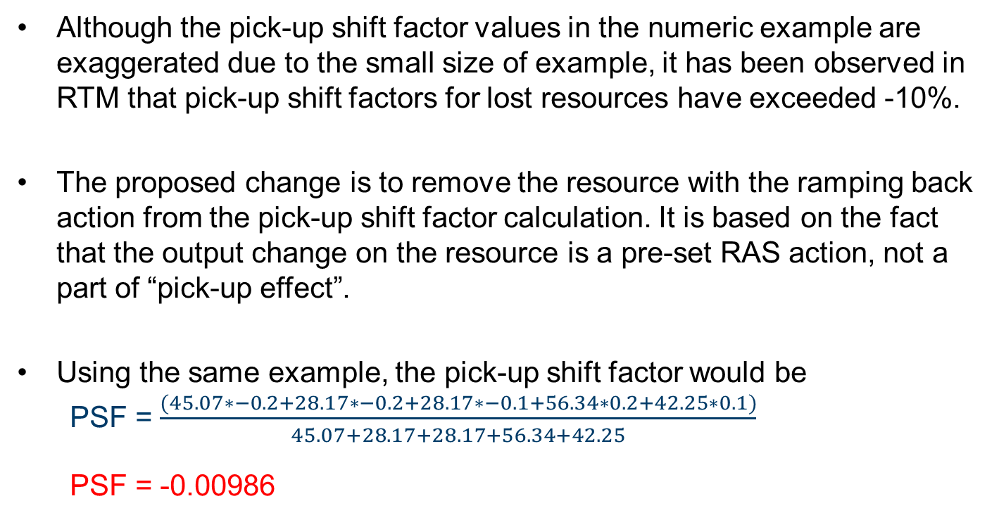 • Although the pick-up shift factor values in the numeric example are
exaggerated due to the small size of example, it has been observed in
RTM that pick-up shift factors for lost resources have exceeded -10%.
• The proposed change is to remove the resource with the ramping back
action from the pick-up shift factor calculation. It is based on the fact
that the output change on the resource is a pre-set RAS action, not a
part of “pick-up effect”.
• Using the same example, the pick-up shift factor would be
PSF = (45.07∗−0.2+28.17∗−0.2+28.17∗−0.1+56.34∗0.2+42.25∗0.1)
45.07+28.17+28.17+56.34+42.25
PSF = -0.00986